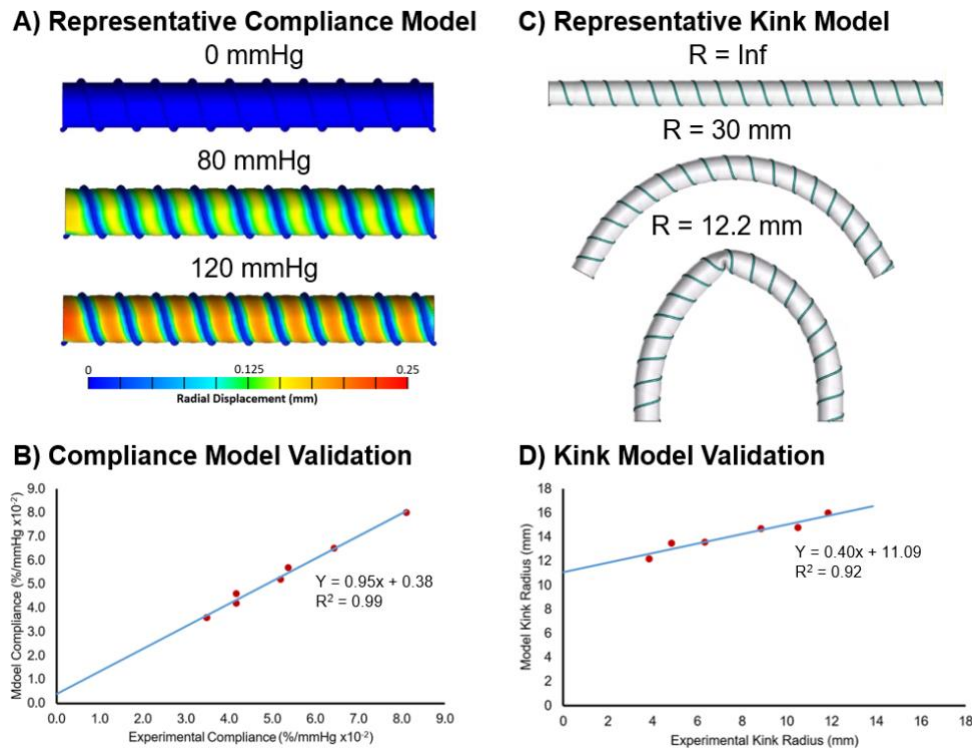 A) Representative Compliance Model
0 mmHg
80 mmHg
120 mmHg
0 0.125 0.25
Radial Displacement (mm)
B) Compliance Model Validation
Mdoel Compliance (%/mmHg x10⁻²)
9.0
8.0
7.0
6.0
5.0
4.0
3.0
2.0
1.0
0.0
Y = 0.95x + 0.38
R² = 0.99
0.0 1.0 2.0 3.0 4.0 5.0 6.0 7.0 8.0 9.0
Experimental Compliance (%/mmHg x10⁻²)
C) Representative Kink Model
R = Inf
R = 30 mm
R = 12.2 mm
D) Kink Model Validation
Model Kink Radius (mm)
18
16
14
12
10
8
6
4
2
0
Y = 0.40x + 11.09
R² = 0.92
0 2 4 6 8 10 12 14 16 18
Experimental Kink Radius (mm)